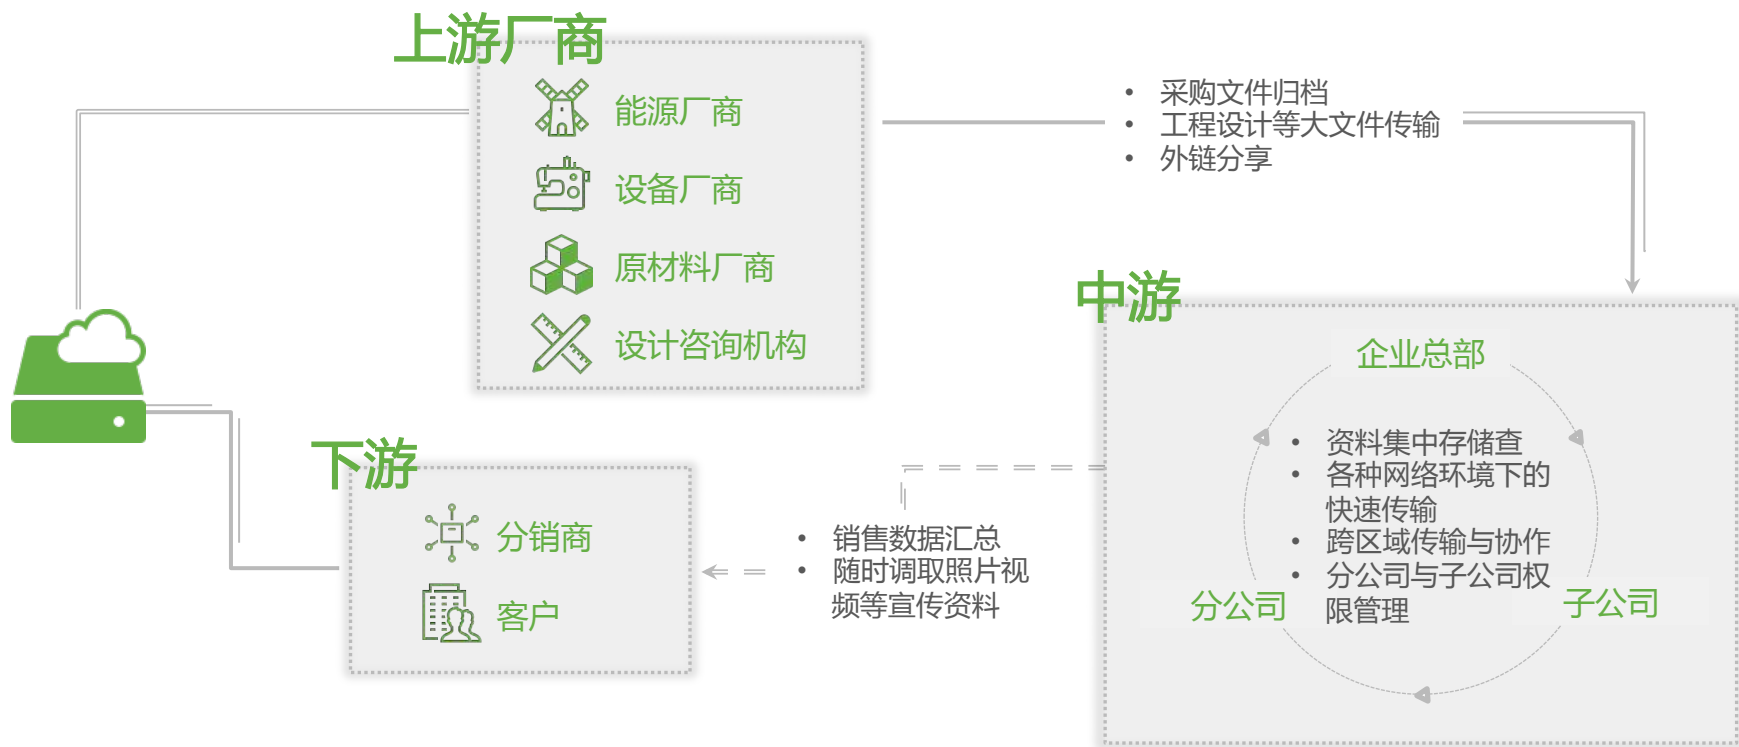 上游厂商
能源厂商
设备厂商
原材料厂商
设计咨询机构
• 采购文件归档
• 工程设计等大文件传输
• 外链分享
中游
企业总部
• 资料集中存储查
• 各种网络环境下的
快速传输
• 跨区域传输与协作
• 分公司与子公司权
限管理
分公司
子公司
下游
分销商
客户
• 销售数据汇总
• 随时调取照片视
频等宣传资料